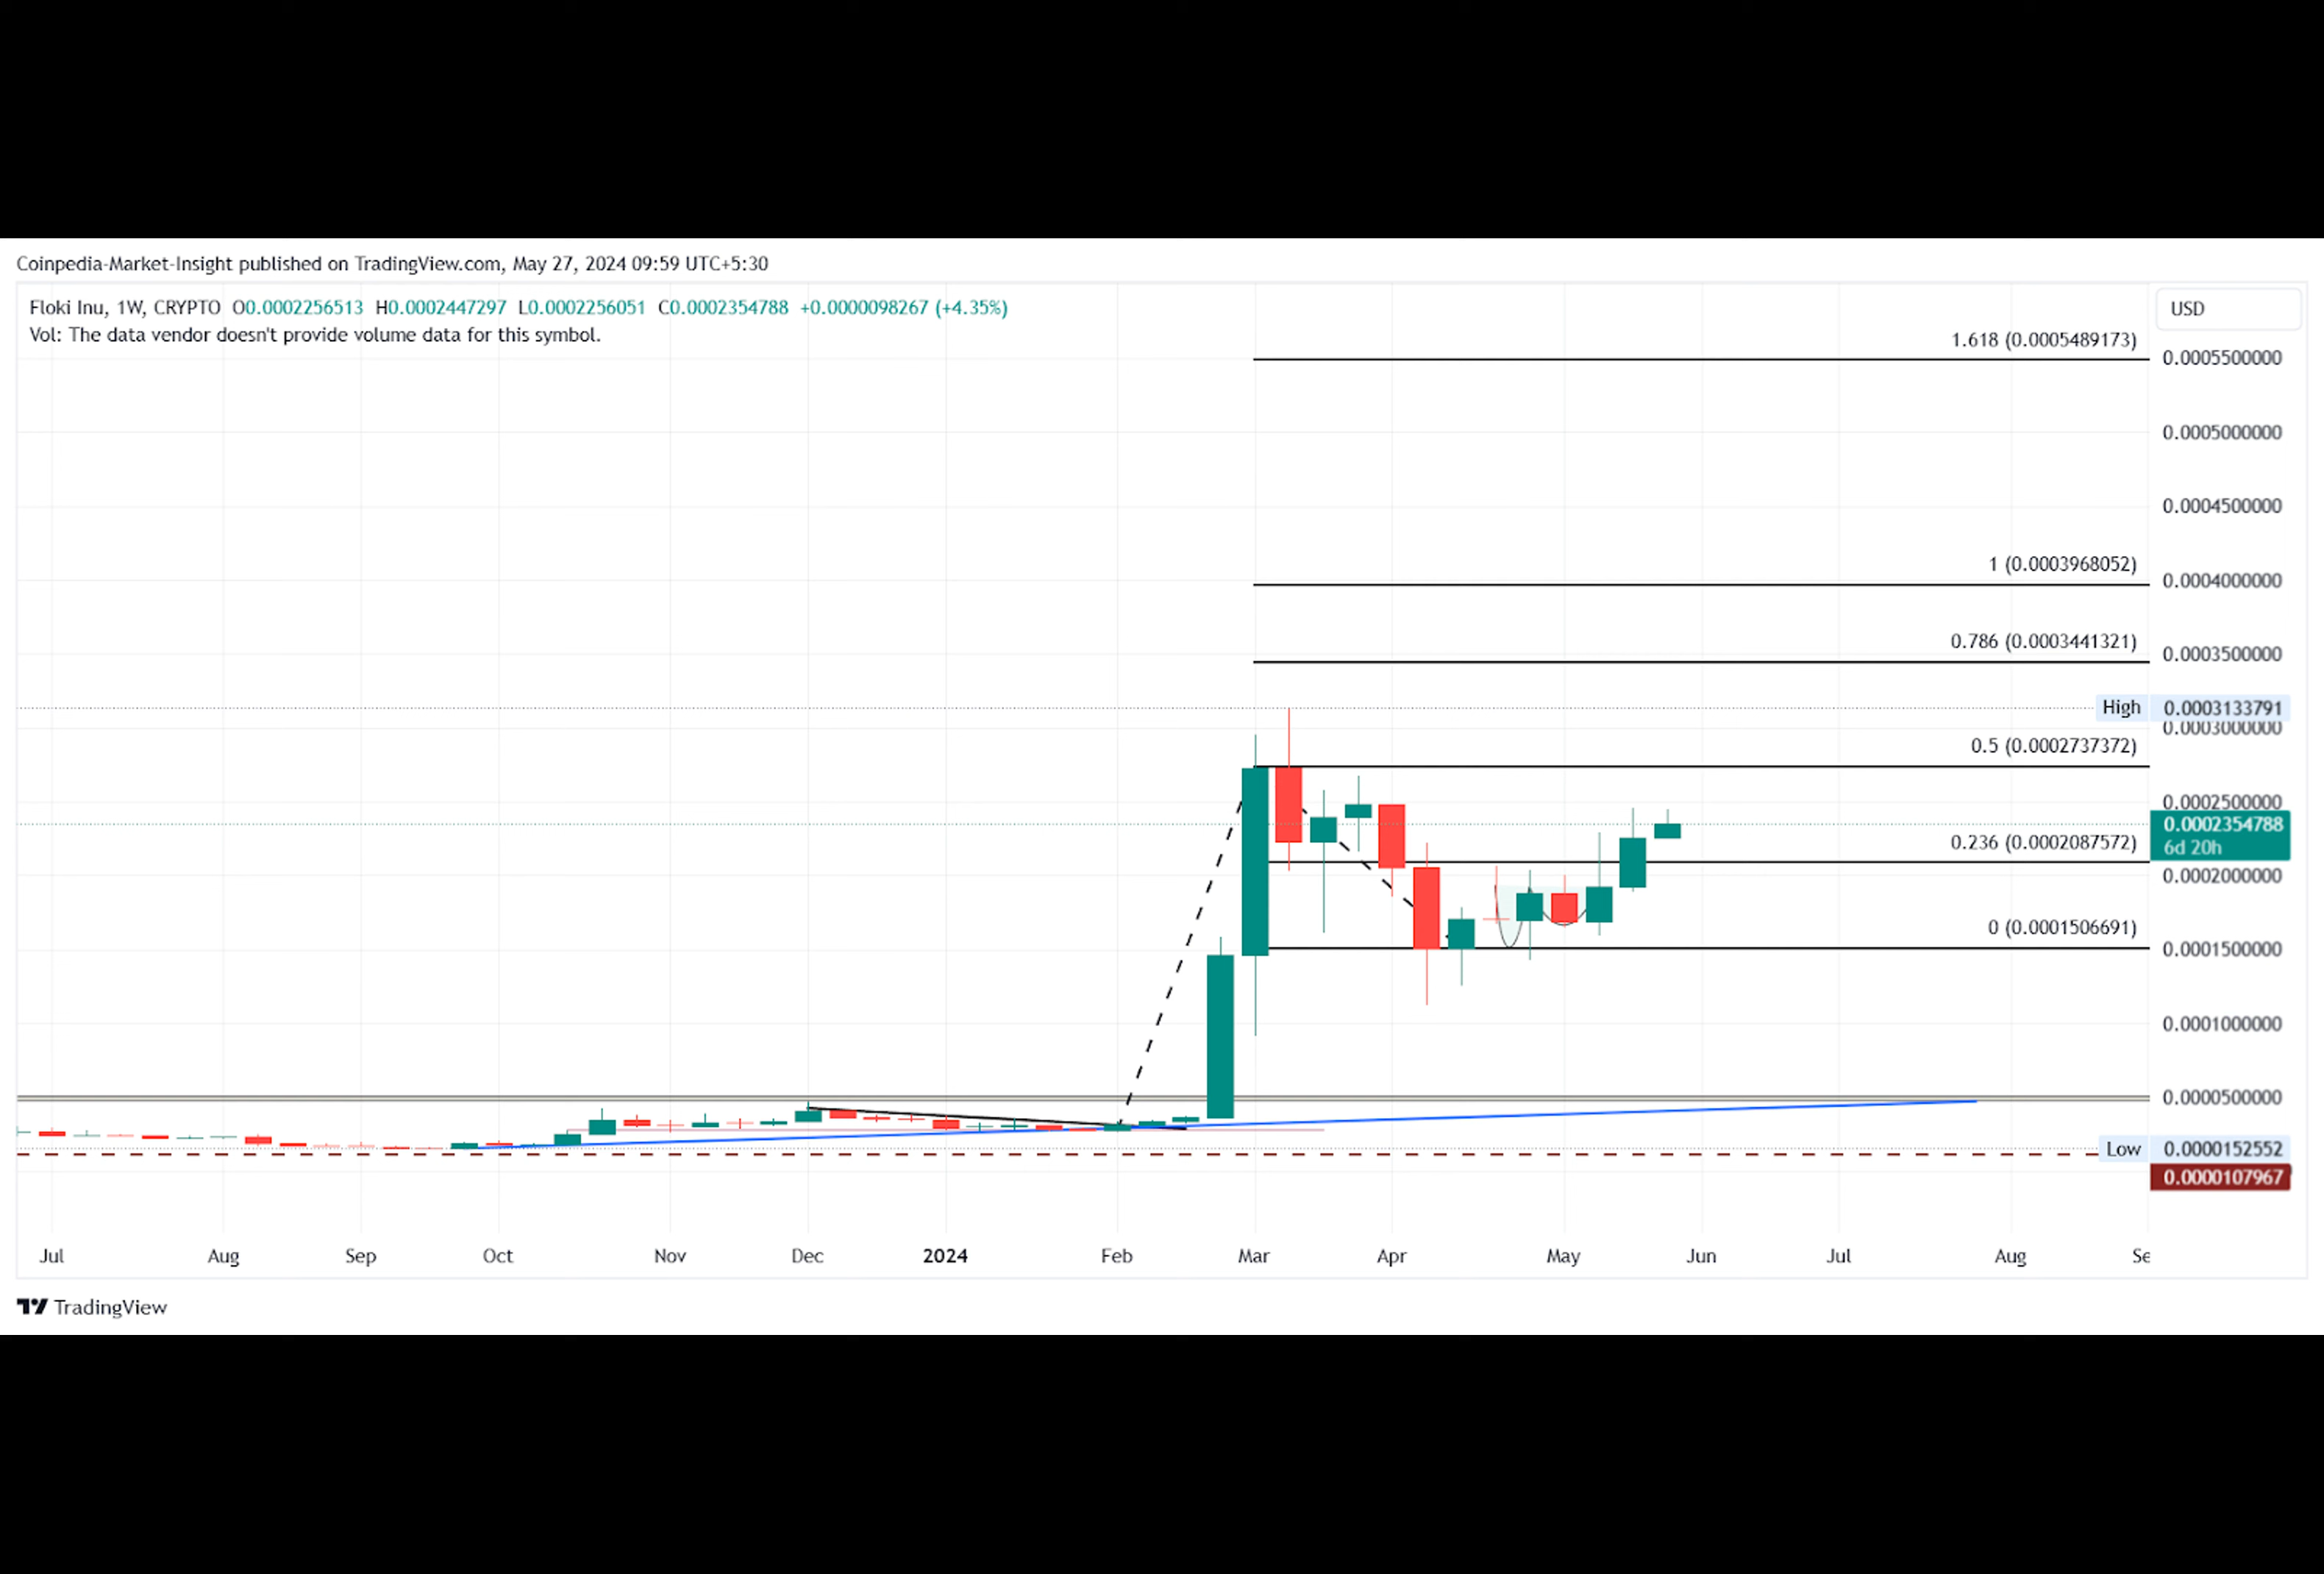 Coinpedia-Market-Insight published on TradingView.com, May 27, 2024 09:59 UTC+5:30
Floki Inu, 1W, CRYPTO O0.0002256513 H0.0002447297 L0.0002256051 C0.0002354788 +0.0000098267 (+4.35%)
USD
Vol: The data vendor doesn't provide volume data for this symbol.
1.618 (0.0005489173)
0.0005500000
0.0005000000
0.0004500000
1 (0.0003968052)
0.0004000000
0.786 (0.0003441321)
0.0003500000
High 0.0003133791
0.0003000000
0.5 (0.0002737372)
0.0002500000
0.0002354788
0.236 (0.0002087572)
6d 20h
0.0002000000
0 (0.0001506691)
0.0001500000
0.0001000000
0.0000500000
Low 0.0000152552
0.0000107967
Jul Aug Sep Oct Nov Dec 2024 Feb Mar Apr May Jun Jul Aug Se
TradingView